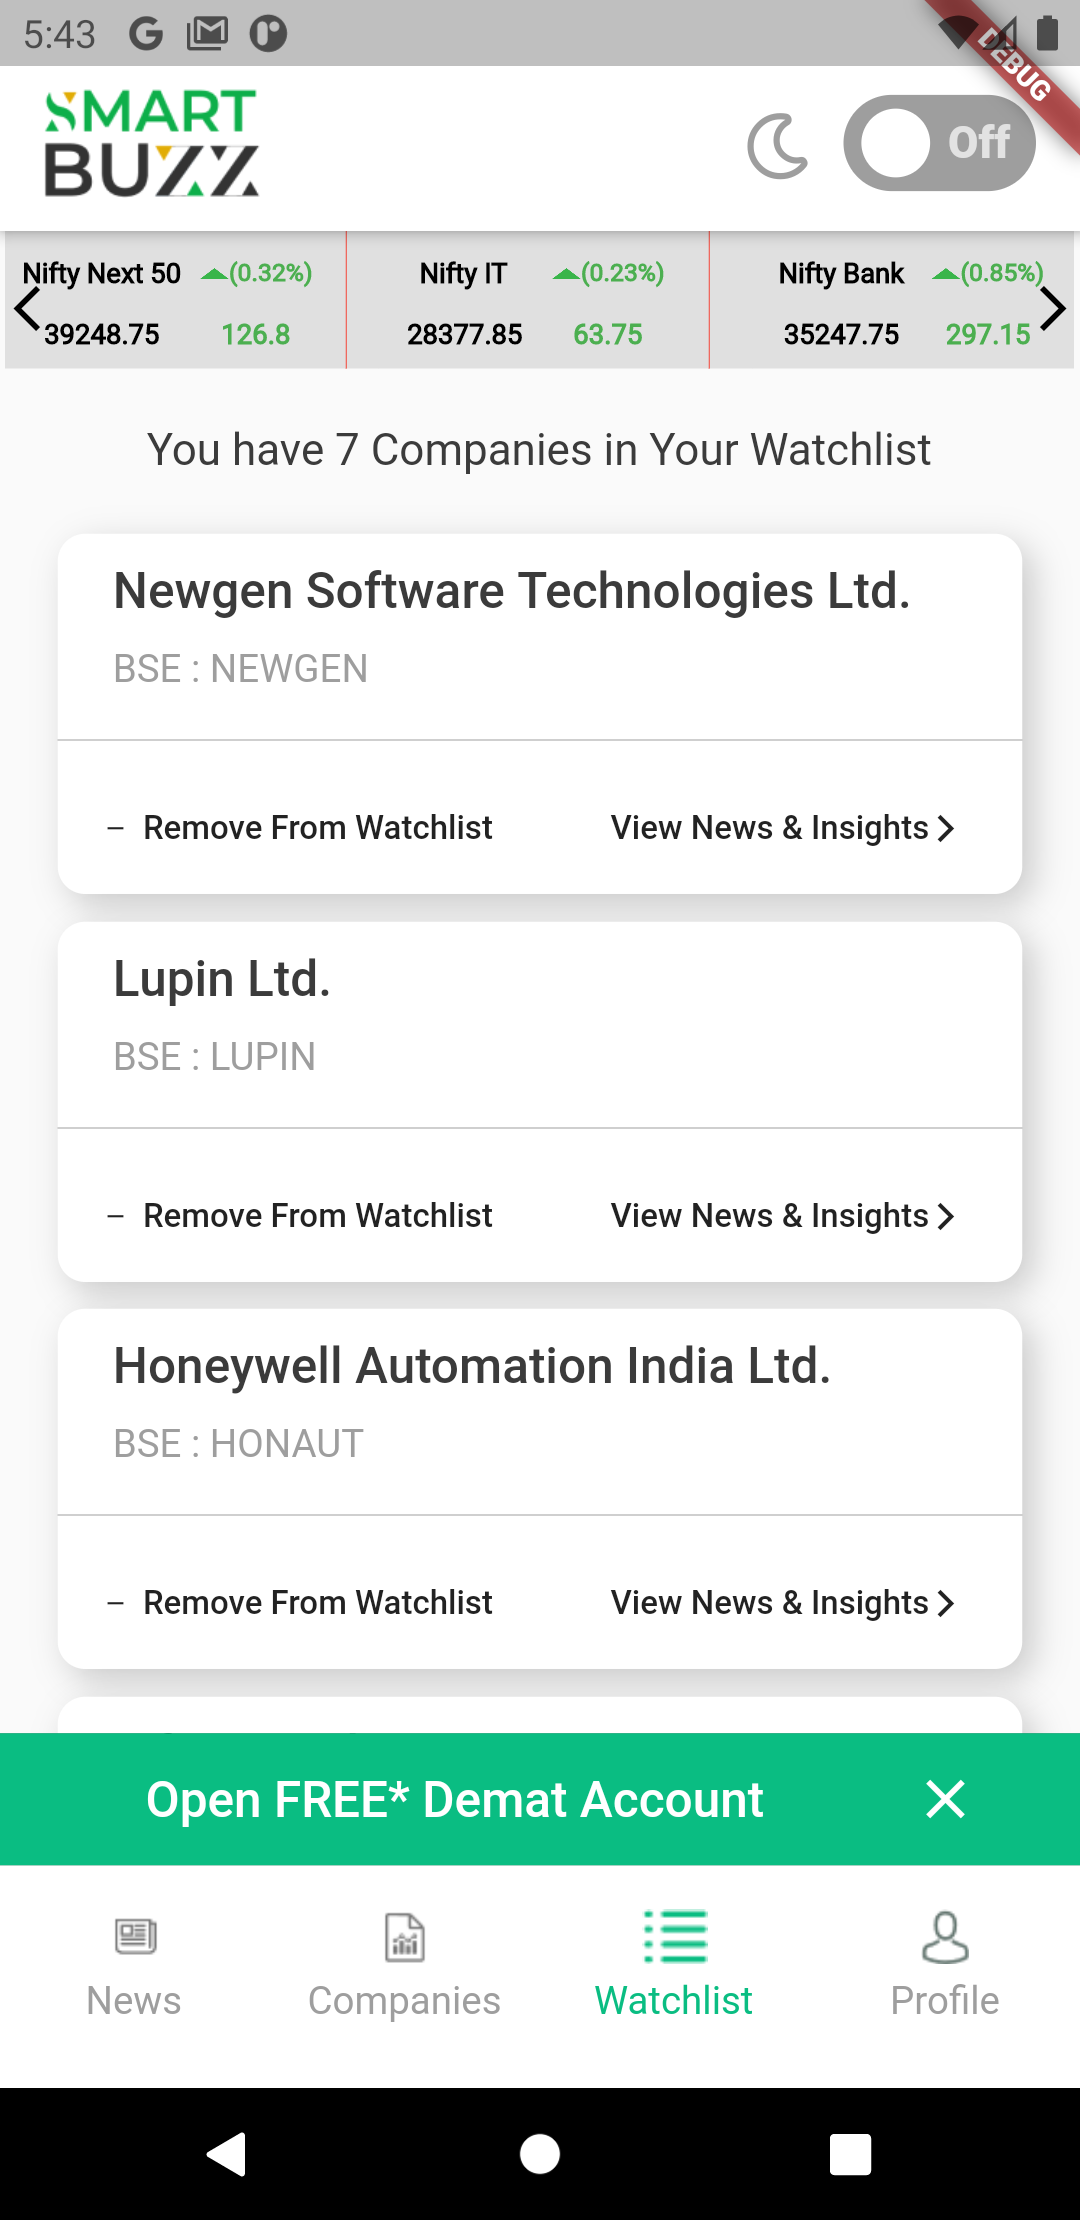 5:43
DEBUG
SMART
BUZZ
Off
Nifty Next 50 (0.32%)
39248.75 126.8
Nifty IT (0.23%)
28377.85 63.75
Nifty Bank (0.85%)
35247.75 297.15
You have 7 Companies in Your Watchlist
Newgen Software Technologies Ltd.
BSE : NEWGEN
– Remove From Watchlist View News & Insights
Lupin Ltd.
BSE : LUPIN
– Remove From Watchlist View News & Insights
Honeywell Automation India Ltd.
BSE : HONAUT
– Remove From Watchlist View News & Insights
Open FREE* Demat Account
News Companies Watchlist Profile